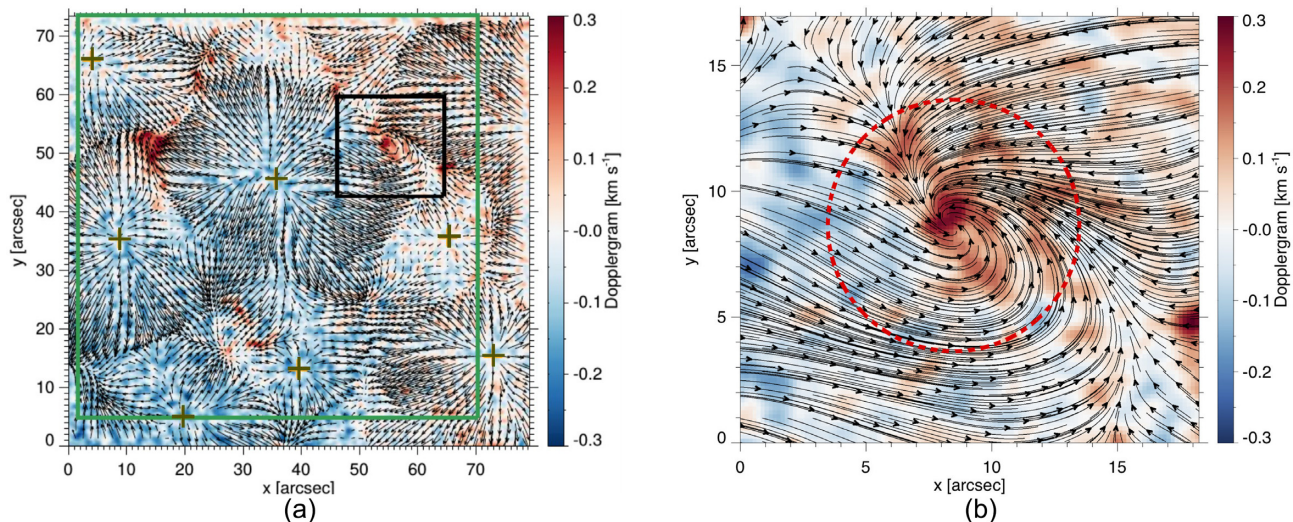 70
60
50
40
30
20
10
0
y [arcsec]
0 10 20 30 40 50 60 70
x [arcsec]
0.3
0.2
0.1
-0.0
-0.1
-0.2
-0.3
Dopplergram [km s⁻¹]
(a)
15
10
5
0
y [arcsec]
0 5 10 15
x [arcsec]
0.3
0.2
0.1
-0.0
-0.1
-0.2
-0.3
Dopplergram [km s⁻¹]
(b)